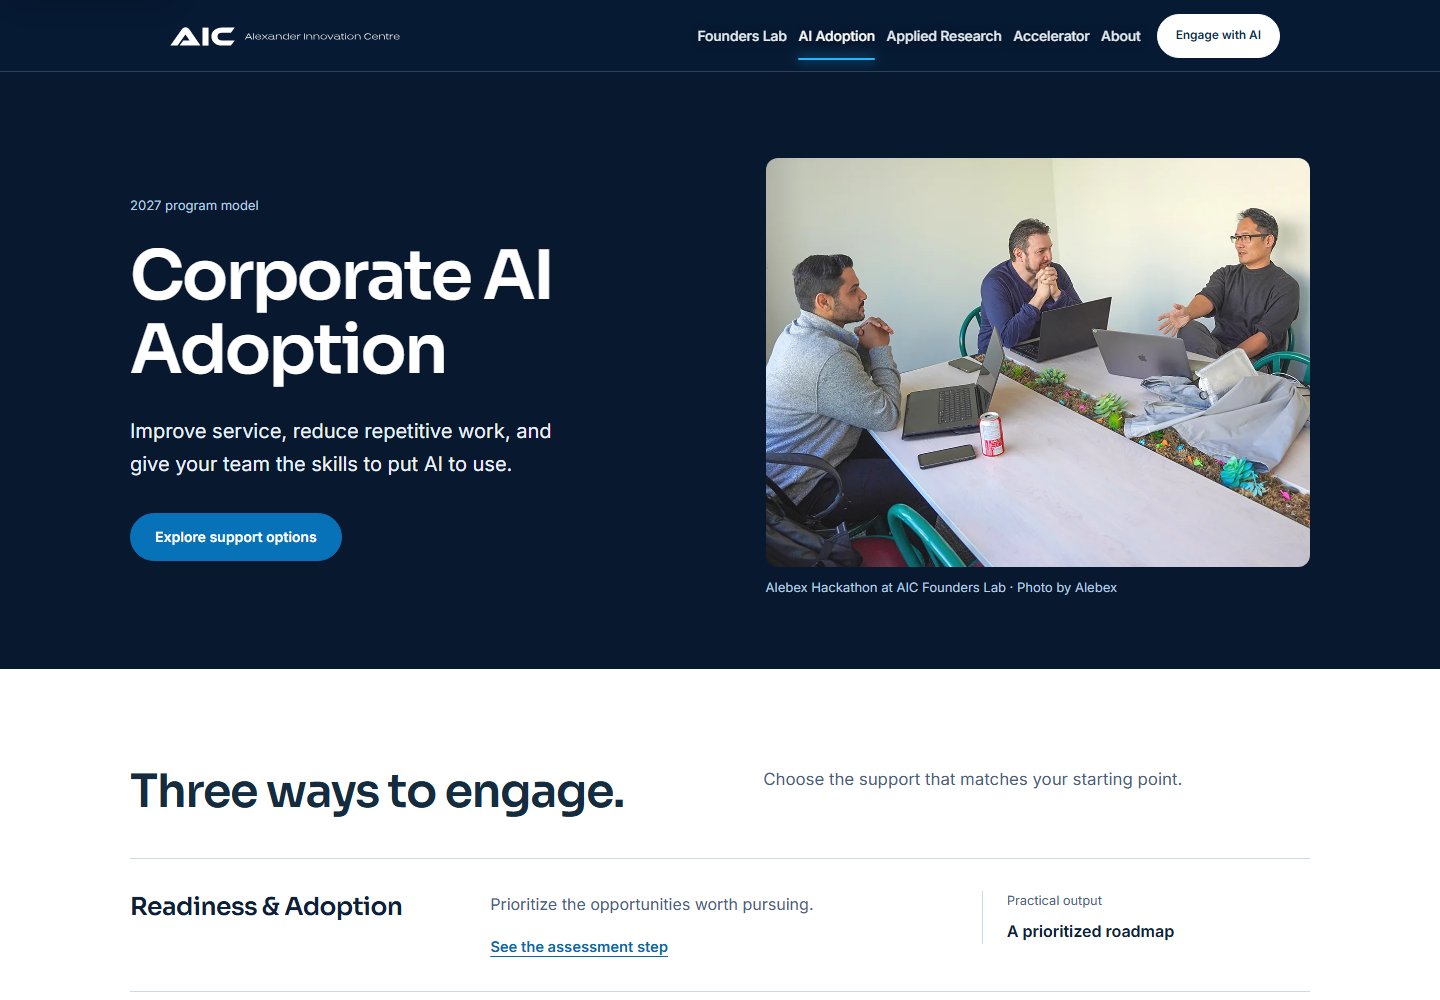 AIC Alexander Innovation Centre
Founders Lab AI Adoption Applied Research Accelerator About Engage with AI
2027 program model
Corporate AI
Adoption
Improve service, reduce repetitive work, and
give your team the skills to put AI to use.
Explore support options
Alebex Hackathon at AIC Founders Lab · Photo by Alebex
Three ways to engage.
Choose the support that matches your starting point.
Readiness & Adoption
Prioritize the opportunities worth pursuing.
See the assessment step
Practical output
A prioritized roadmap